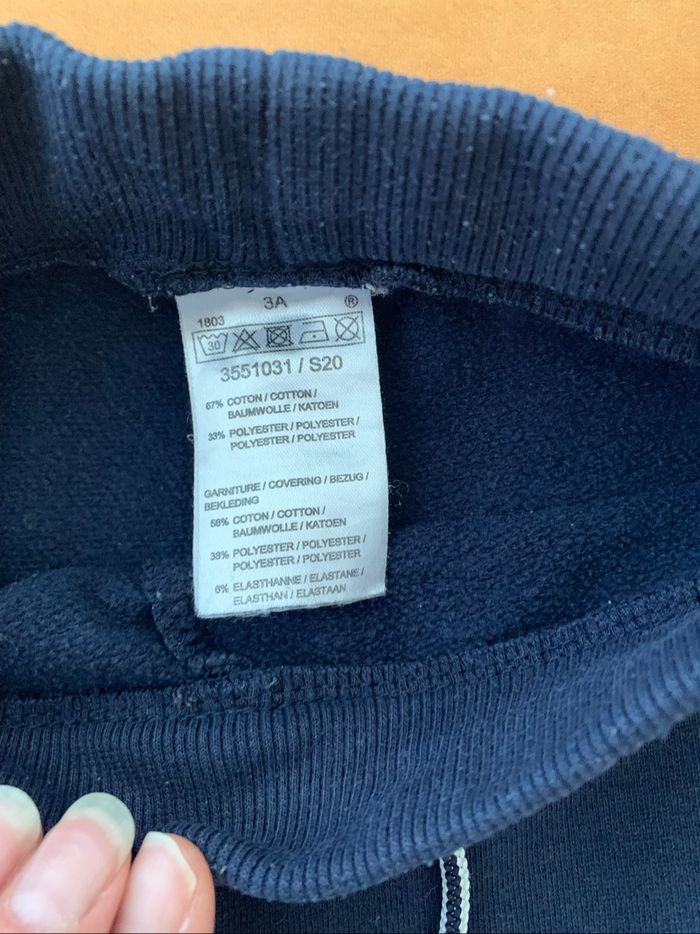 3A
1803 ®
30
3551031 / S20
67% COTON / COTTON /
BAUMWOLLE / KATOEN
33% POLYESTER / POLYESTER /
POLYESTER / POLYESTER
GARNITURE / COVERING / BEZUG /
BEKLEDING
56% COTON / COTTON /
BAUMWOLLE / KATOEN
38% POLYESTER / POLYESTER /
POLYESTER / POLYESTER
6% ELASTHANNE / ELASTANE /
ELASTHAN / ELASTAAN